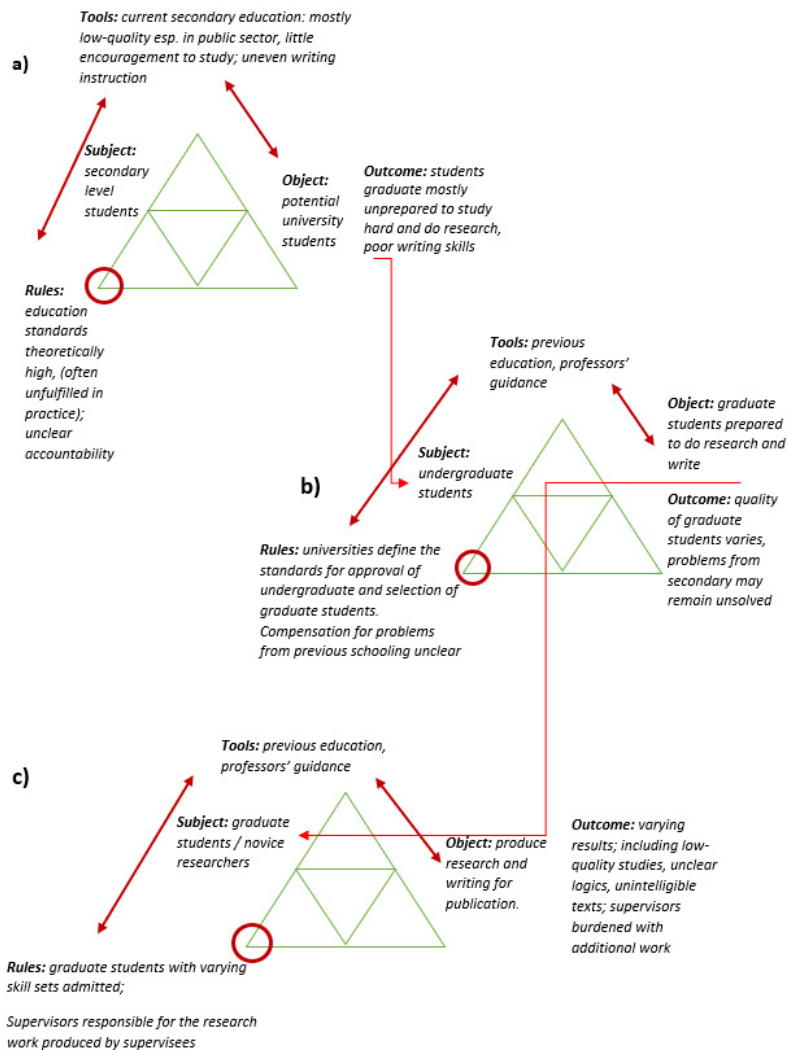 a)
Tools: current secondary education: mostly
low-quality esp. in public sector, little
encouragement to study; uneven writing
instruction
Subject:
secondary
level
students
Object:
potential
university
students
Outcome: students
graduate mostly
unprepared to study
hard and do research,
poor writing skills
Rules:
education
standards
theoretically
high, (often
unfulfilled in
practice);
unclear
accountability
b)
Tools: previous
education, professors’
guidance
Subject:
undergraduate
students
Object: graduate
students prepared
to do research and
write
Outcome: quality
of graduate
students varies,
problems from
secondary may
remain unsolved
Rules: universities define the
standards for approval of
undergraduate and selection of
graduate students.
Compensation for problems
from previous schooling unclear
c)
Tools: previous education,
professors’ guidance
Subject: graduate
students / novice
researchers
Object: produce
research and
writing for
publication.
Outcome: varying
results; including low-
quality studies, unclear
logics, unintelligible
texts; supervisors
burdened with
additional work
Rules: graduate students with varying
skill sets admitted;
Supervisors responsible for the research
work produced by supervisees